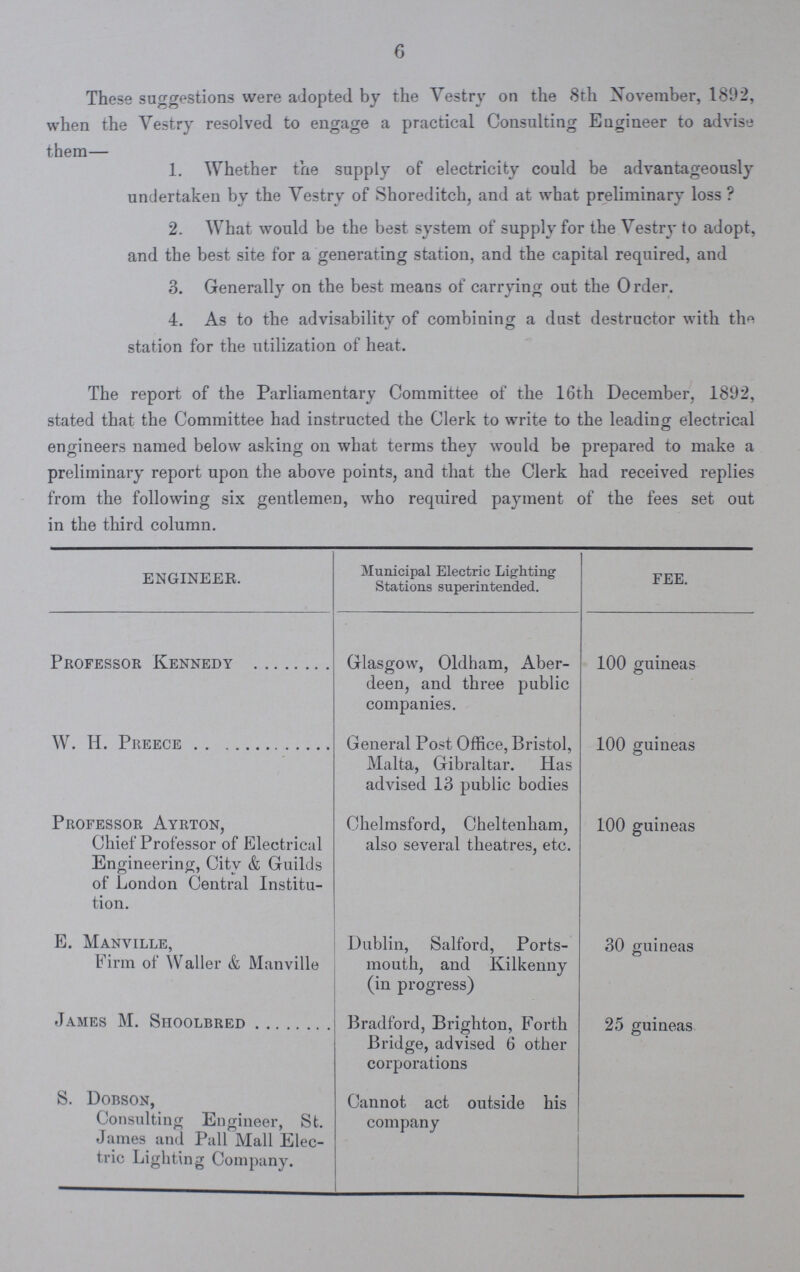 6
These suggestions were adopted by the Vestry on the 8th November, 1892,
when the Vestry resolved to engage a practical Consulting Engineer to advise
them—
1. Whether the supply of electricity could be advantageously
undertaken by the Vestry of Shoreditch, and at what preliminary loss ?
2. What would be the best system of supply for the Vestry to adopt,
and the best site for a generating station, and the capital required, and
3. Generally on the best means of carrying out the Order.
4. As to the advisability of combining a dust destructor with the
station for the utilization of heat.
The report of the Parliamentary Committee of the 16th December, 1892,
stated that the Committee had instructed the Clerk to write to the leading electrical
engineers named below asking on what terms they would be prepared to make a
preliminary report upon the above points, and that the Clerk had received replies
from the following six gentlemen, who required payment of the fees set out
in the third column.
ENGINEER.
Municipal Electric Lighting
Stations superintended.
FEE.
PROFESSOR KENNEDY ........
Glasgow, Oldham, Aber-
deen, and three public
companies.
100 guineas
W. H. PREECE .. ............
General Post Office, Bristol,
Malta, Gibraltar. Has
advised 13 public bodies
100 guineas
PROFESSOR AYRTON,
Chief Professor of Electrical
Engineering, City & Guilds
of London Central Institu-
tion.
Chelmsford, Cheltenham,
also several theatres, etc.
100 guineas
E. MANVILLE,
Firm of Waller & Manville
Dublin, Salford, Ports-
mouth, and Kilkenny
(in progress)
30 guineas
JAMES M. SHOOLBRED ........
Bradford, Brighton, Forth
Bridge, advised 6 other
corporations
25 guineas
S. DOBSON,
Consulting Engineer, St.
James and Pall Mall Elec-
tric Lighting Company.
Cannot act outside his
company